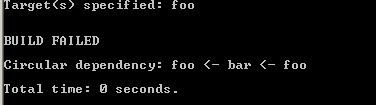 Target(s) specified: foo
BUILD FAILED
Circular dependency: foo <- bar <- foo
Total time: 0 seconds.